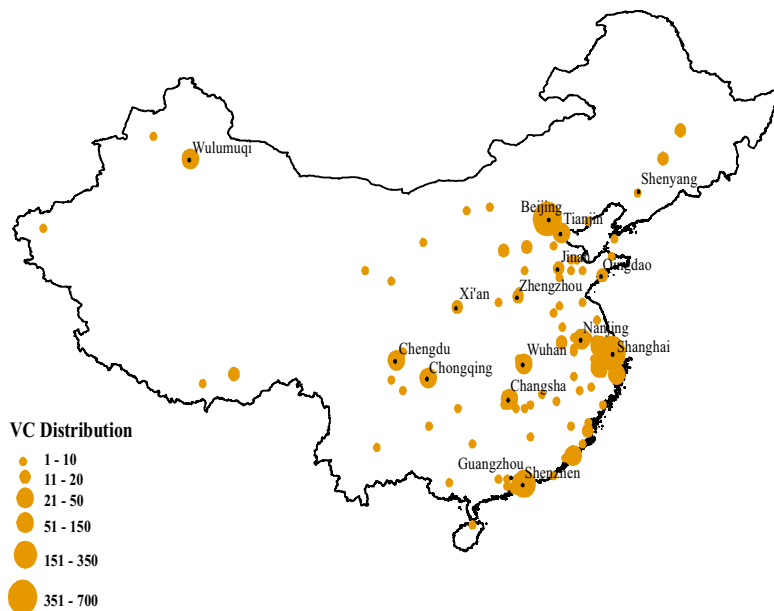 Wulumuqi
Shenyang
Beijing
Tianjin
Jinan
Qingdao
Zhengzhou
Xi'an
Nanjing
Shanghai
Chengdu
Wuhan
Chongqing
Changsha
Guangzhou
Shenzhen
VC Distribution
1 - 10
11 - 20
21 - 50
51 - 150
151 - 350
351 - 700